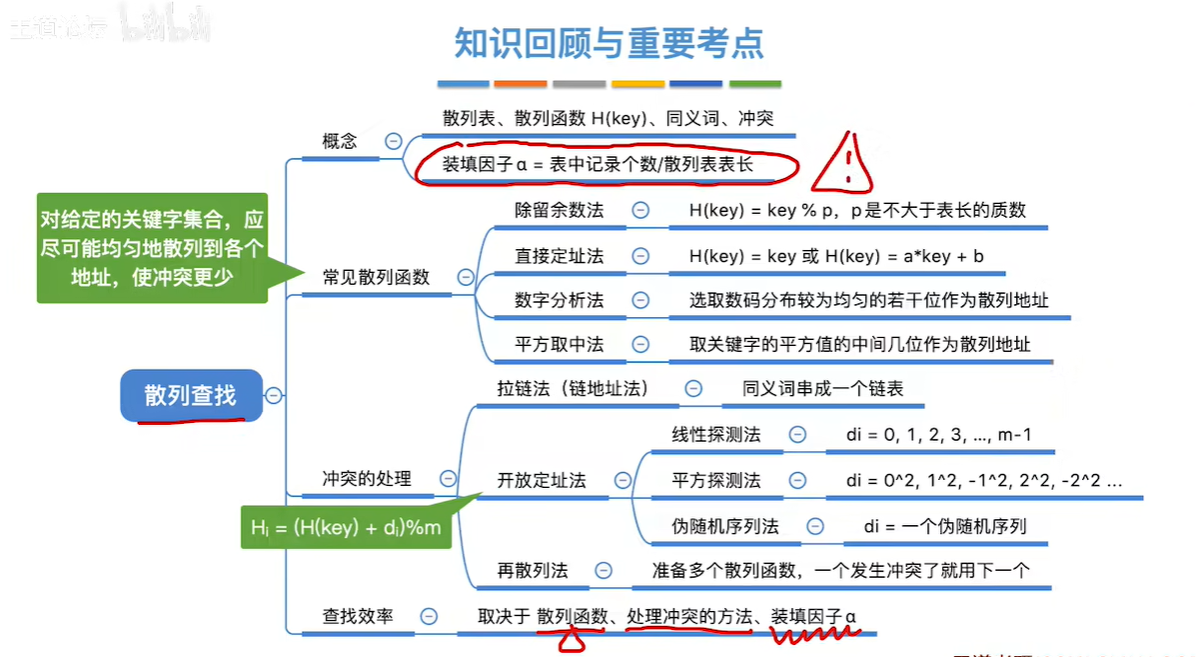 王道论坛 bilibili
知识回顾与重要考点
概念
散列表、散列函数 H(key)、同义词、冲突
装填因子α = 表中记录个数/散列表表长
对给定的关键字集合，应
尽可能均匀地散列到各个
地址，使冲突更少
常见散列函数
除留余数法
H(key) = key % p，p是不大于表长的质数
直接定址法
H(key) = key 或 H(key) = a*key + b
数字分析法
选取数码分布较为均匀的若干位作为散列地址
平方取中法
取关键字的平方值的中间几位作为散列地址
散列查找
冲突的处理
拉链法（链地址法）
同义词串成一个链表
开放定址法
线性探测法
di = 0, 1, 2, 3, …, m-1
平方探测法
di = 0^2, 1^2, -1^2, 2^2, -2^2 …
伪随机序列法
di = 一个伪随机序列
Hᵢ = (H(key) + dᵢ)%m
再散列法
准备多个散列函数，一个发生冲突了就用下一个
查找效率
取决于 散列函数、处理冲突的方法、装填因子α